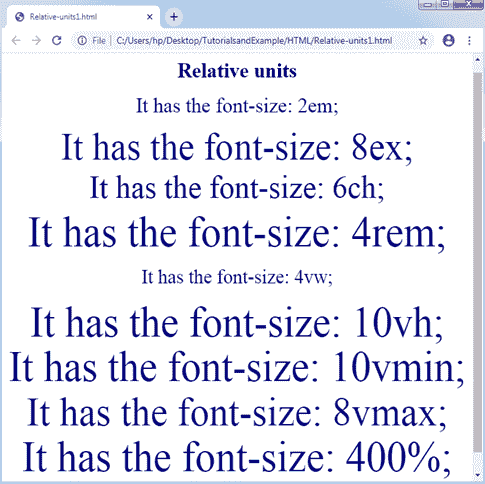 Relative-units1.html
File | C:/Users/hp/Desktop/TutorialsandExample/HTML/Relative-units1.html
Relative units
It has the font-size: 2em;
It has the font-size: 8ex;
It has the font-size: 6ch;
It has the font-size: 4rem;
It has the font-size: 4vw;
It has the font-size: 10vh;
It has the font-size: 10vmin;
It has the font-size: 8vmax;
It has the font-size: 400%;